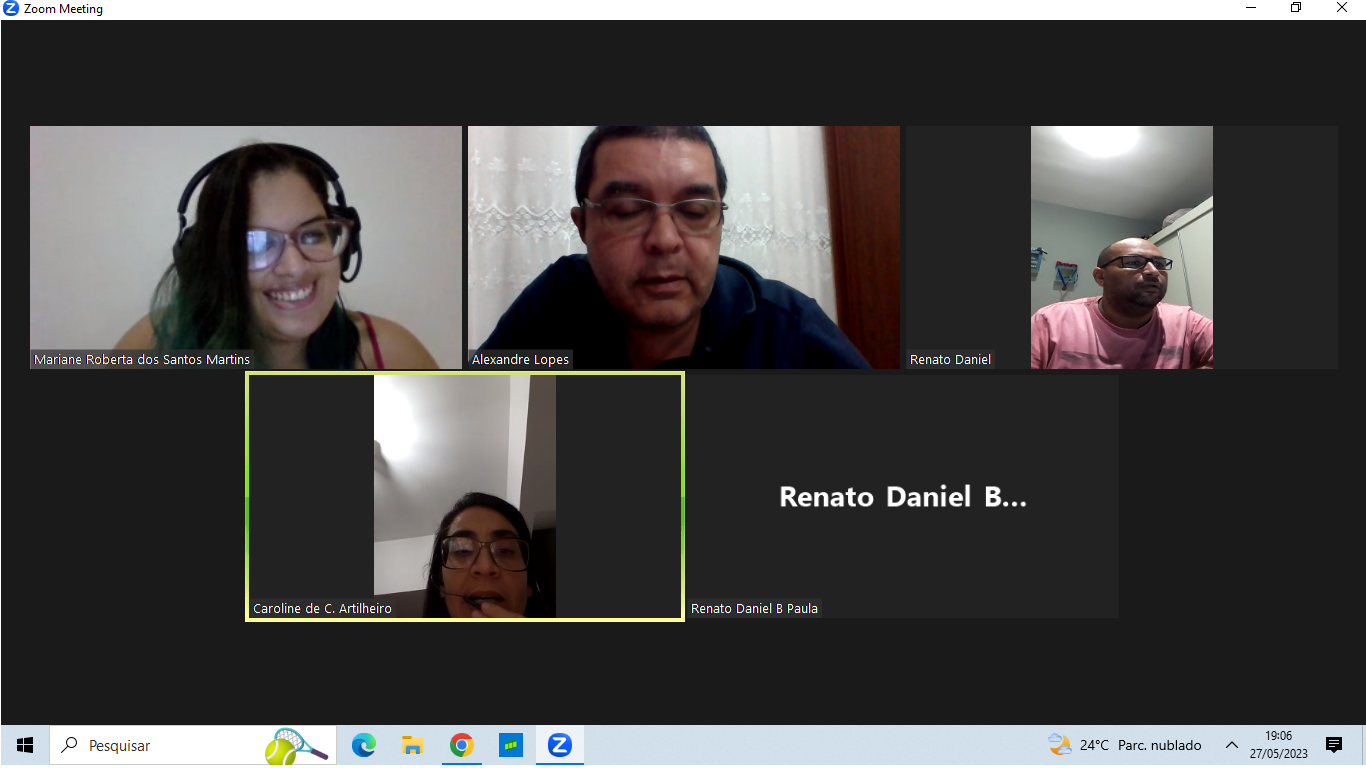 Zoom Meeting
Mariane Roberta dos Santos Martins
Alexandre Lopes
Renato Daniel
Renato Daniel B...
Caroline de C. Artilheiro
Renato Daniel B Paula
Pesquisar
24°C Parc. nublado
19:06
27/05/2023